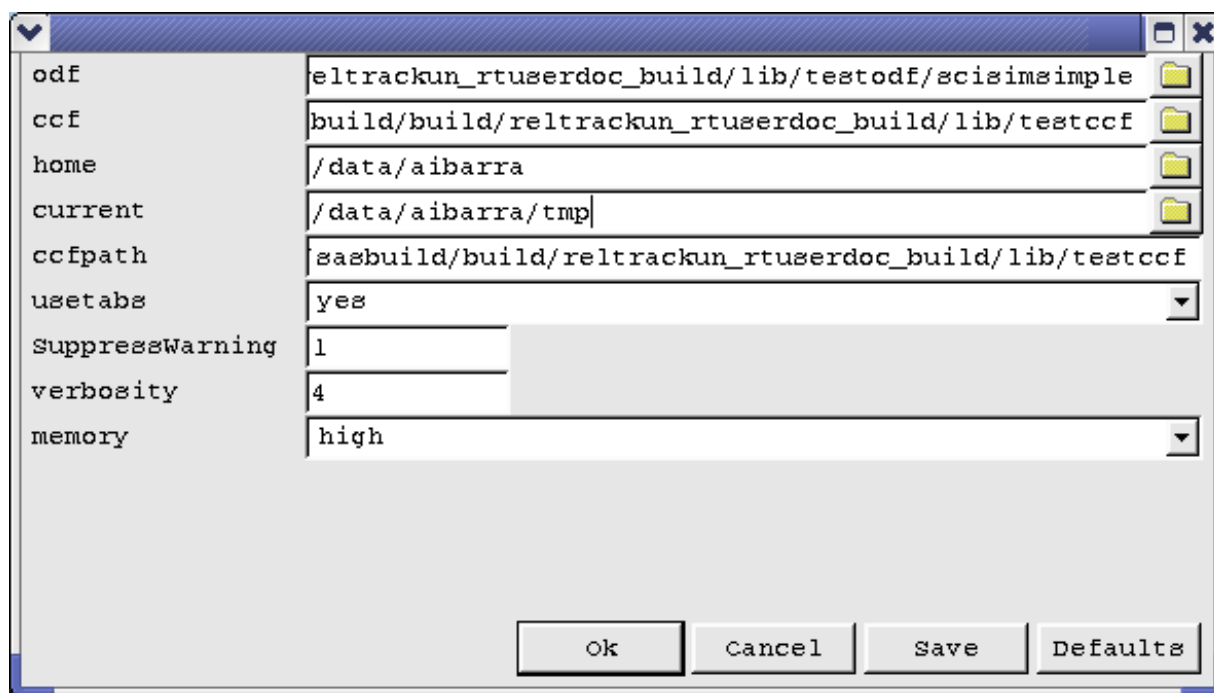 odf eltrackun_rtuserdoc_build/lib/testodf/scisimsimple
ccf build/build/reltrackun_rtuserdoc_build/lib/testccf
home /data/aibarra
current /data/aibarra/tmp
ccfpath sasbuild/build/reltrackun_rtuserdoc_build/lib/testccf
usetabs yes
SuppressWarning 1
verbosity 4
memory high
Ok Cancel Save Defaults